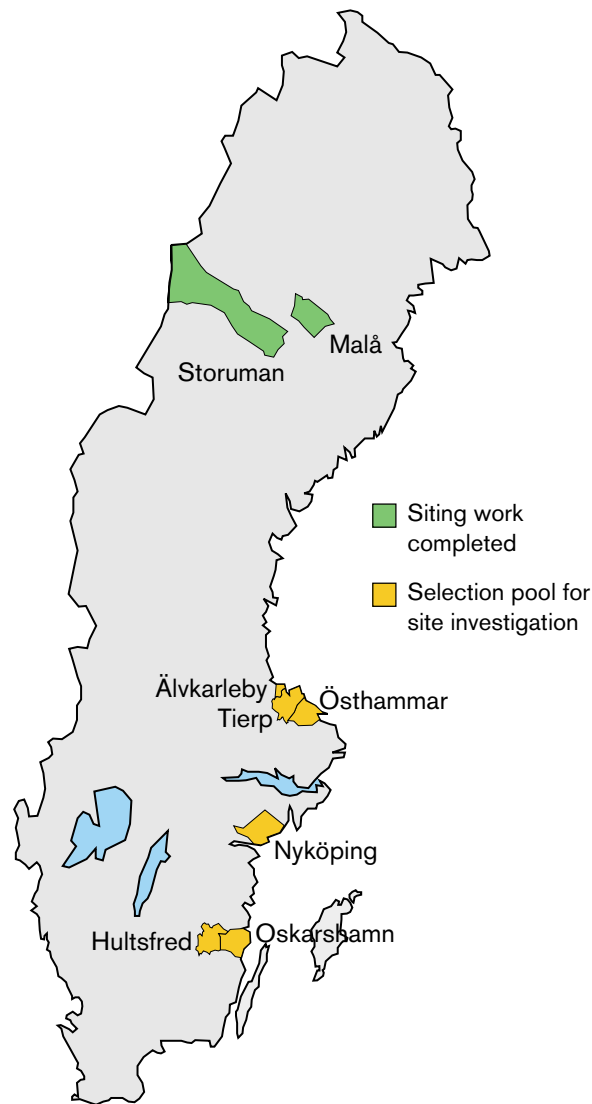 Malå
Storuman
Siting work
completed
Selection pool for
site investigation
Älvkarleby
Östhammar
Tierp
Nyköping
Hultsfred
Oskarshamn